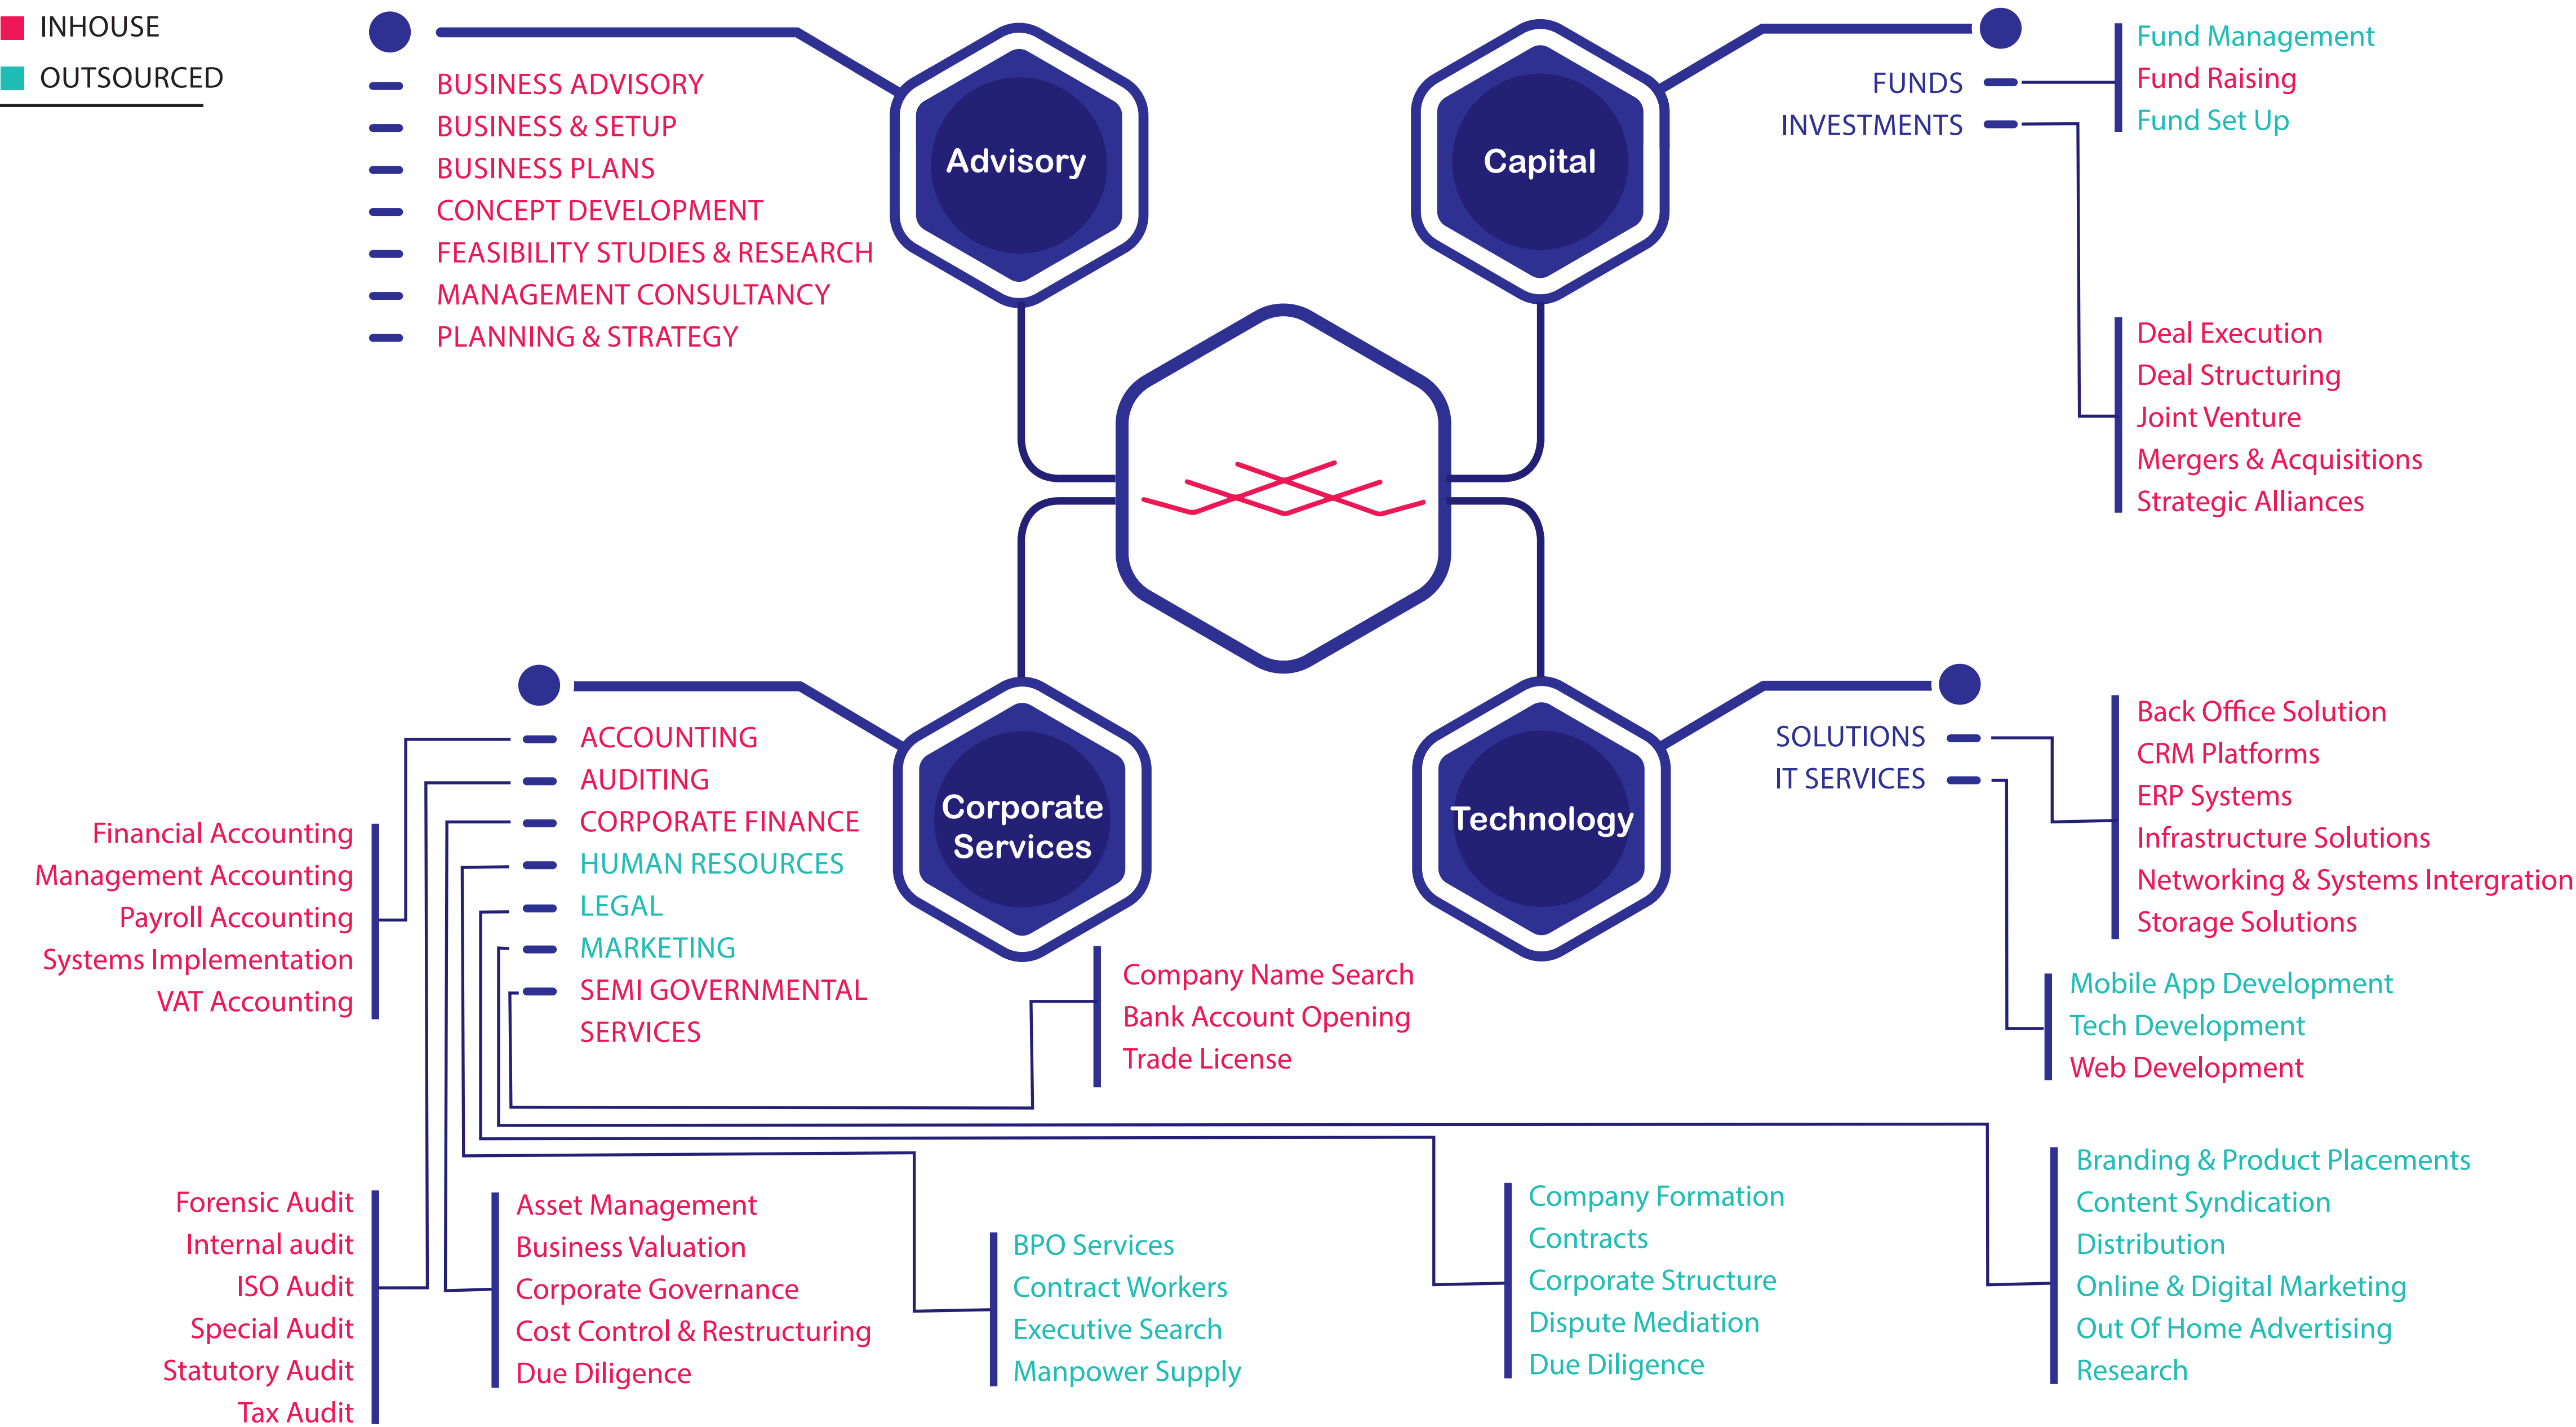 INHOUSE
OUTSOURCED
BUSINESS ADVISORY
BUSINESS & SETUP
BUSINESS PLANS
CONCEPT DEVELOPMENT
FEASIBILITY STUDIES & RESEARCH
MANAGEMENT CONSULTANCY
PLANNING & STRATEGY
Advisory
Capital
FUNDS
INVESTMENTS
Fund Management
Fund Raising
Fund Set Up
Deal Execution
Deal Structuring
Joint Venture
Mergers & Acquisitions
Strategic Alliances
ACCOUNTING
AUDITING
CORPORATE FINANCE
HUMAN RESOURCES
LEGAL
MARKETING
SEMI GOVERNMENTAL
SERVICES
Corporate
Services
Technology
SOLUTIONS
IT SERVICES
Back Office Solution
CRM Platforms
ERP Systems
Infrastructure Solutions
Networking & Systems Intergration
Storage Solutions
Mobile App Development
Tech Development
Web Development
Financial Accounting
Management Accounting
Payroll Accounting
Systems Implementation
VAT Accounting
Company Name Search
Bank Account Opening
Trade License
Forensic Audit
Internal audit
ISO Audit
Special Audit
Statutory Audit
Tax Audit
Asset Management
Business Valuation
Corporate Governance
Cost Control & Restructuring
Due Diligence
BPO Services
Contract Workers
Executive Search
Manpower Supply
Company Formation
Contracts
Corporate Structure
Dispute Mediation
Due Diligence
Branding & Product Placements
Content Syndication
Distribution
Online & Digital Marketing
Out Of Home Advertising
Research